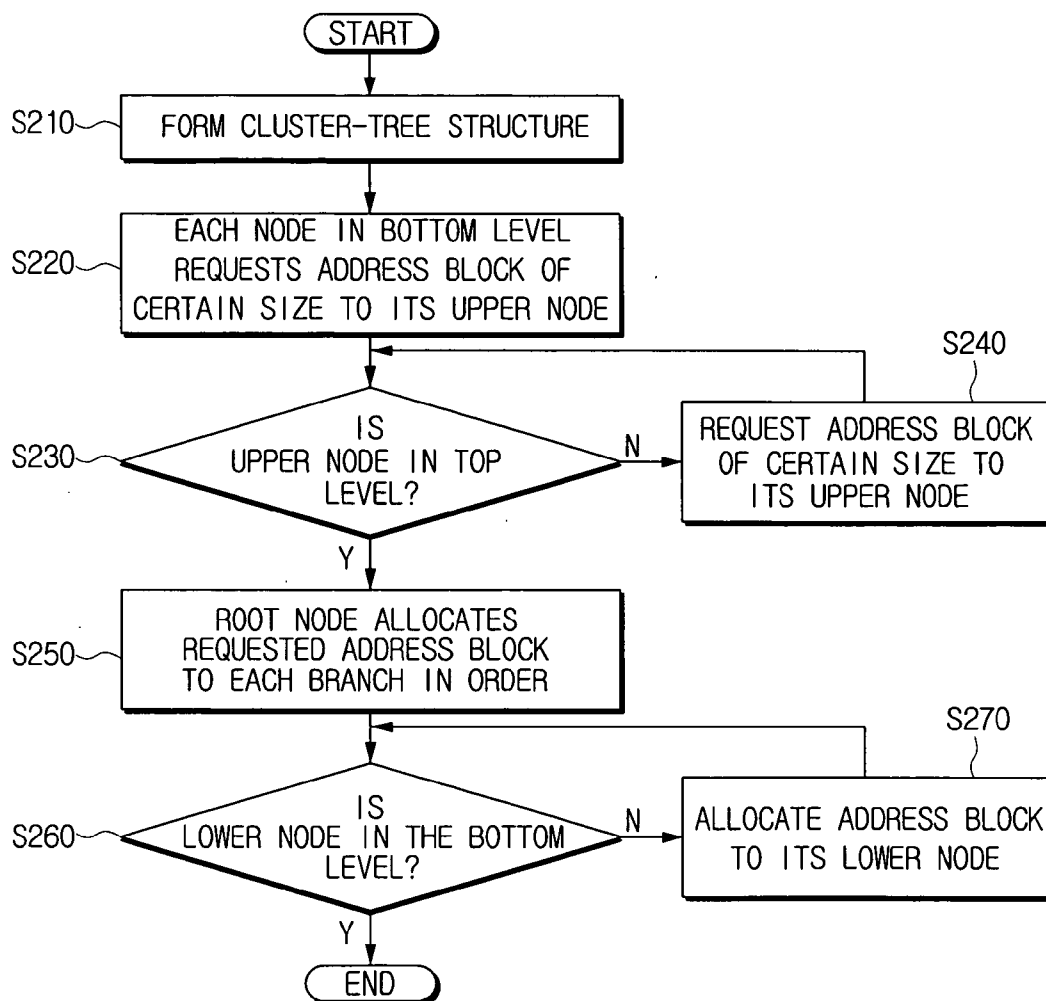 START
S210
FORM CLUSTER-TREE STRUCTURE
S220
EACH NODE IN BOTTOM LEVEL
REQUESTS ADDRESS BLOCK OF
CERTAIN SIZE TO ITS UPPER NODE
S240
REQUEST ADDRESS BLOCK
OF CERTAIN SIZE TO
ITS UPPER NODE
S230
IS
UPPER NODE IN TOP
LEVEL?
N
Y
S250
ROOT NODE ALLOCATES
REQUESTED ADDRESS BLOCK
TO EACH BRANCH IN ORDER
S270
ALLOCATE ADDRESS BLOCK
TO ITS LOWER NODE
S260
IS
LOWER NODE IN THE BOTTOM
LEVEL?
N
Y
END